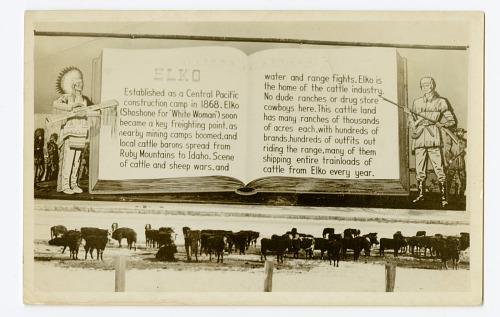 ELKO
Established as a Central Pacific
construction camp in 1868, Elko
(Shoshone for "White Woman") soon
became a key freighting point, as
nearby mining camps boomed, and
local cattle barons spread from
Ruby Mountains to Idaho. Scene
of cattle and sheep wars, and
water and range fights. Elko is
the home of the cattle industry.
No dude ranches or drug store
cowboys here. This cattle land
has many ranches of thousands
of acres each, with hundreds of
brands, hundreds of outfits out
riding the range, many of them
shipping entire trainloads of
cattle from Elko every year.